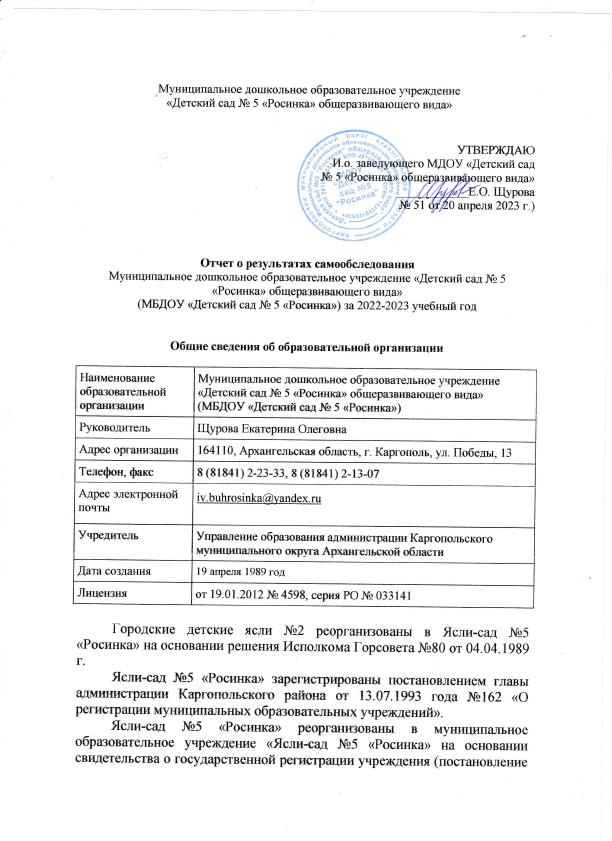 Муниципальное дошкольное образовательное учреждение
«Детский сад № 5 «Росинка» общеразвивающего вида»
УТВЕРЖДАЮ
И.о. заведующего МДОУ «Детский сад
№ 5 «Росинка» общеразвивающего вида»
Е.О. Щурова
№ 51 от 20 апреля 2023 г.)
"Детский
сад №5
"Росинка"
Отчет о результатах самообследования
Муниципальное дошкольное образовательное учреждение «Детский сад № 5
«Росинка» общеразвивающего вида»
(МБДОУ «Детский сад № 5 «Росинка») за 2022-2023 учебный год
Общие сведения об образовательной организации
Наименование
образовательной
организации
Муниципальное дошкольное образовательное учреждение
«Детский сад № 5 «Росинка» общеразвивающего вида»
(МБДОУ «Детский сад № 5 «Росинка»)
Руководитель
Щурова Екатерина Олеговна
Адрес организации
164110, Архангельская область, г. Каргополь, ул. Победы, 13
Телефон, факс
8 (81841) 2-23-33, 8 (81841) 2-13-07
Адрес электронной
почты
iv.buhrosinka@yandex.ru
Учредитель
Управление образования администрации Каргопольского
муниципального округа Архангельской области
Дата создания
19 апреля 1989 год
Лицензия
от 19.01.2012 № 4598, серия РО № 033141
Городские детские ясли №2 реорганизованы в Ясли-сад №5
«Росинка» на основании решения Исполкома Горсовета №80 от 04.04.1989
г.
Ясли-сад №5 «Росинка» зарегистрированы постановлением главы
администрации Каргопольского района от 13.07.1993 года №162 «О
регистрации муниципальных образовательных учреждений».
Ясли-сад №5 «Росинка» реорганизованы в муниципальное
образовательное учреждение «Ясли-сад №5 «Росинка» на основании
свидетельства о государственной регистрации учреждения (постановление